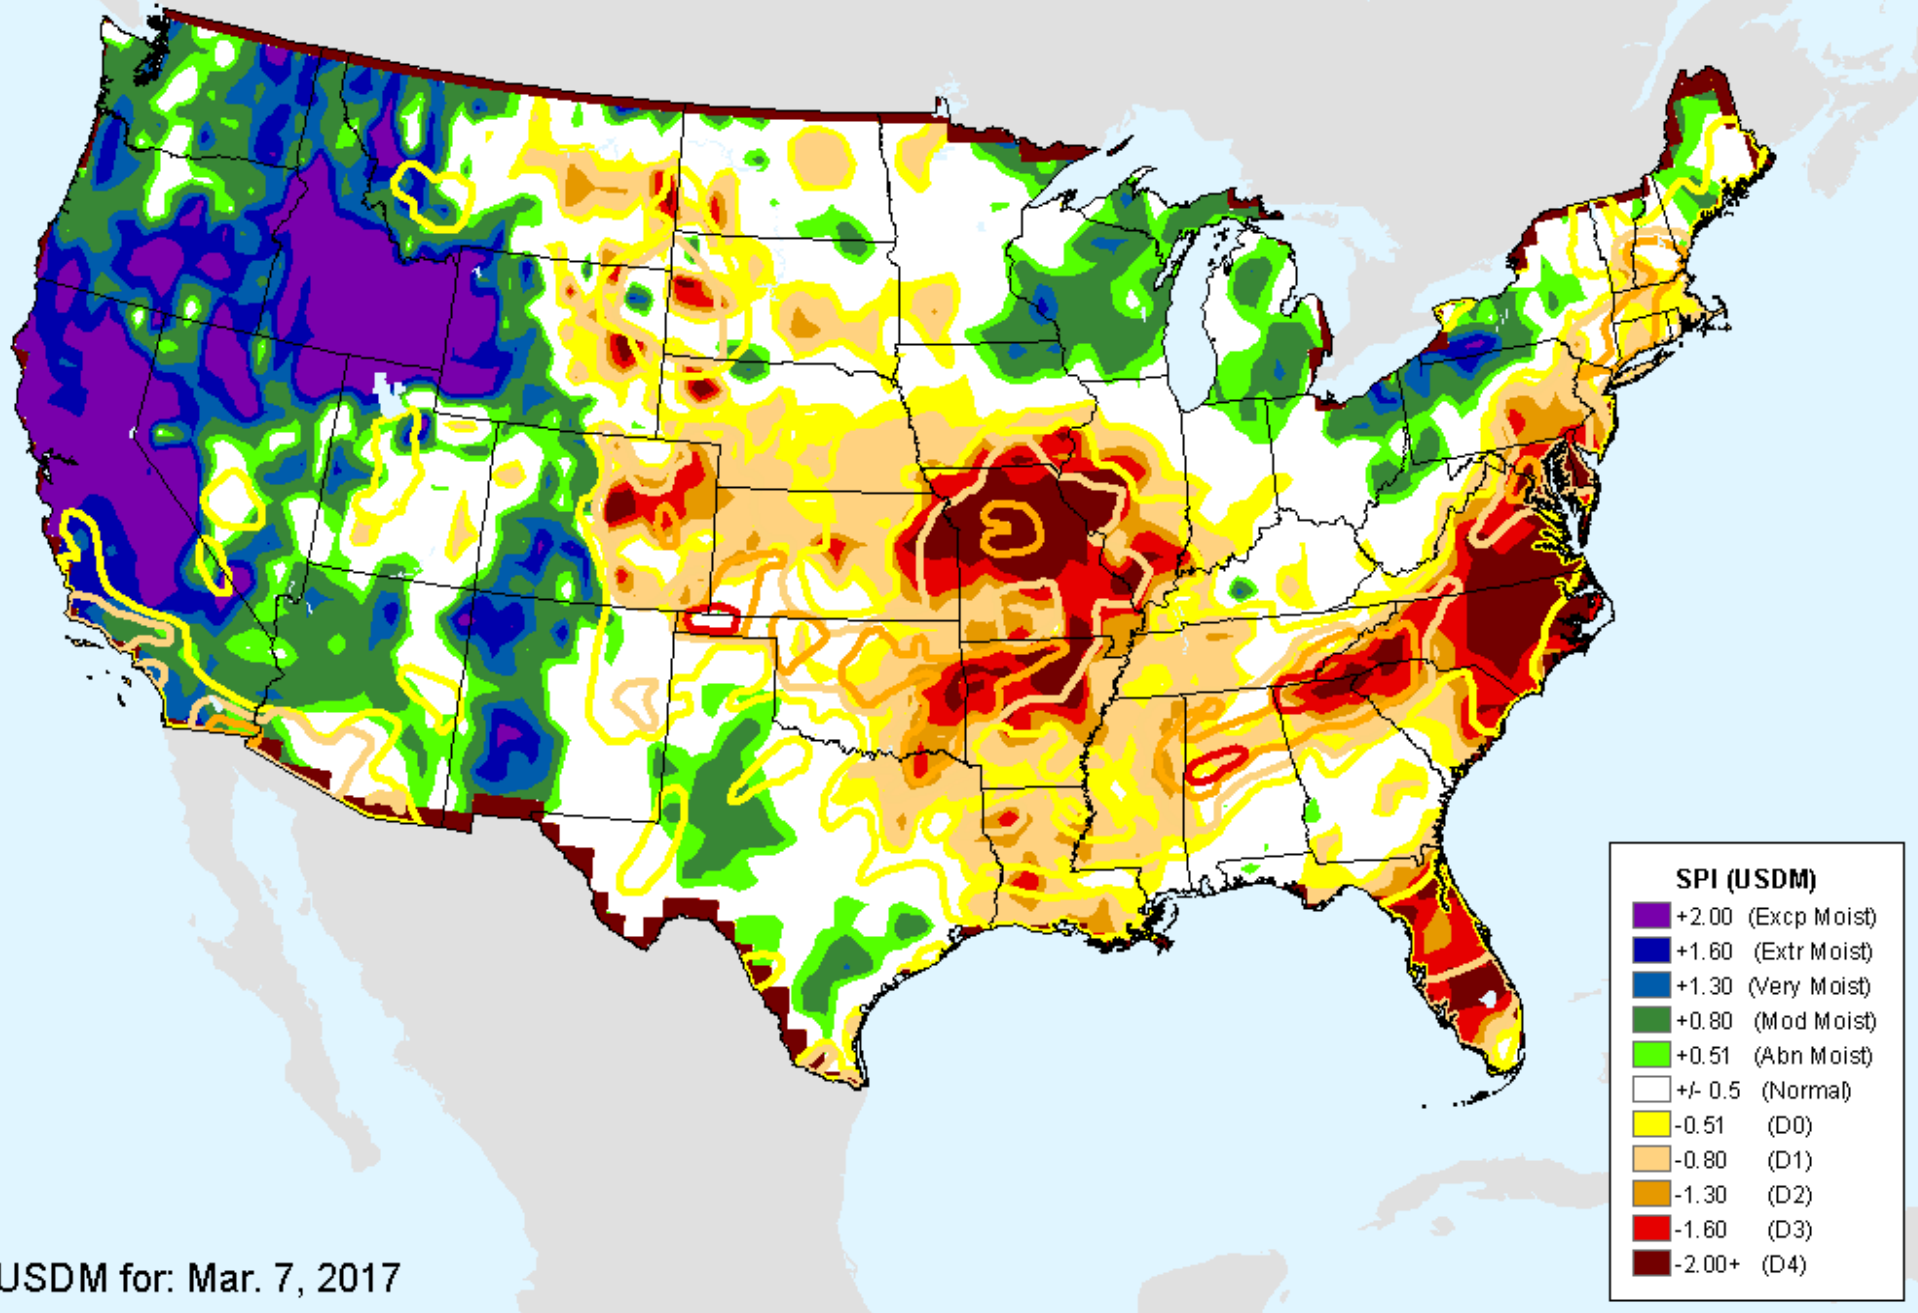 SPI (USDM)
+2.00 (Excp Moist)
+1.60 (Extr Moist)
+1.30 (Very Moist)
+0.80 (Mod Moist)
+0.51 (Abn Moist)
+/- 0.5 (Normal)
-0.51 (D0)
-0.80 (D1)
-1.30 (D2)
-1.60 (D3)
-2.00+ (D4)
USDM for: Mar. 7, 2017